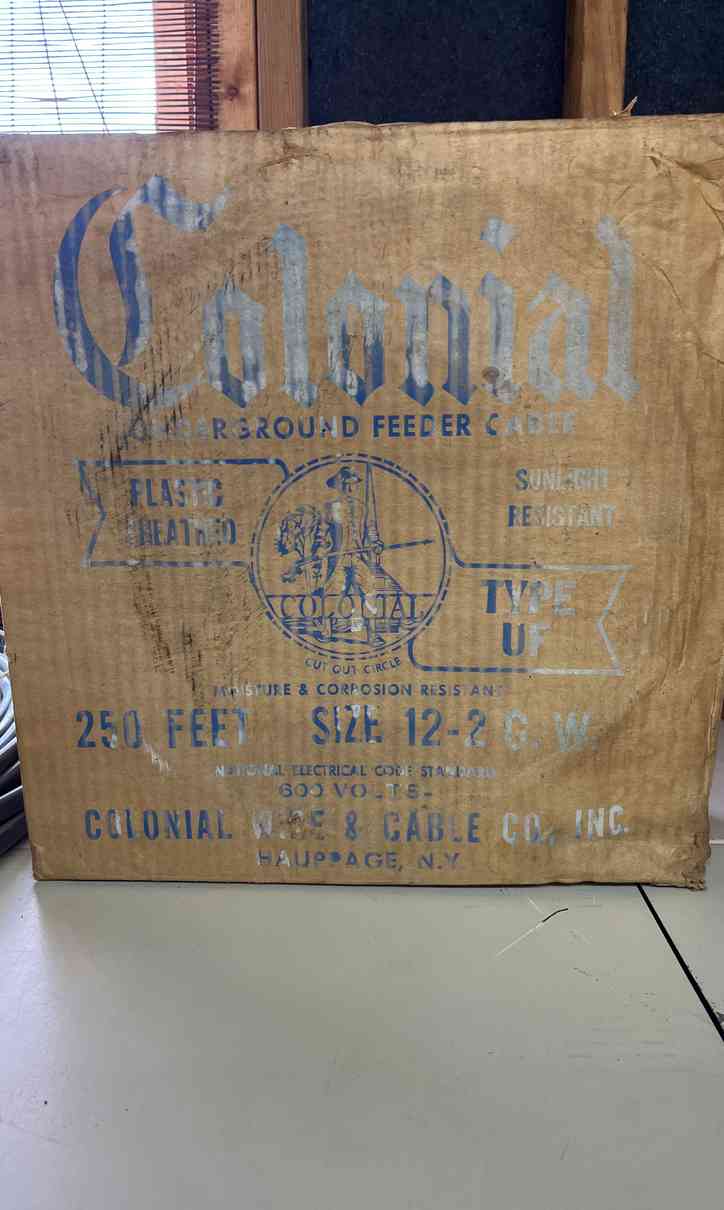 Colonial
UNDERGROUND FEEDER CABLE
PLASTIC
SHEATHED
SUNLIGHT
RESISTANT
COLONIAL
TYPE
UF
CUT OUT CIRCLE
MOISTURE & CORROSION RESISTANT
250 FEET SIZE 12-2 G. W.
NATIONAL ELECTRICAL CODE STANDARD
600 VOLTS-
COLONIAL WIRE & CABLE CO., INC.
HAUPPAGE, N.Y.